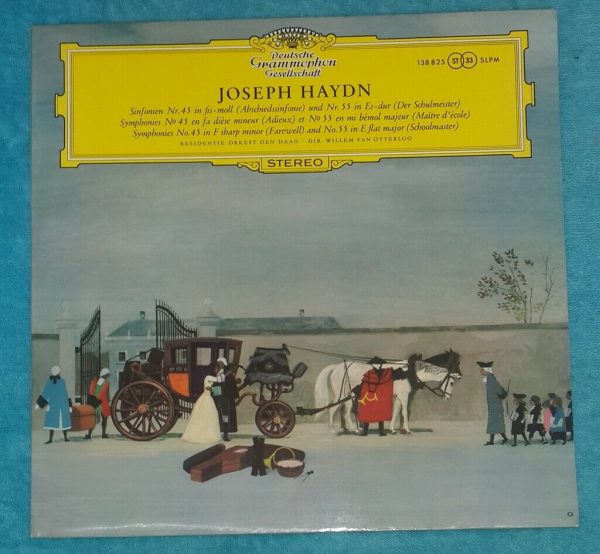 Deutsche
Grammophon
Gesellschaft
138 825 ST 33 SLPM
JOSEPH HAYDN
Sinfonien Nr. 45 in fis-moll (Abschiedsinfonie) und Nr. 55 in Es-dur (Der Schulmeister)
Symphonies Nº 45 en fa dièse mineur (Adieux) et Nº 55 en mi bémol majeur (Maître d'école)
Symphonies No. 45 in F sharp minor (Farewell) and No. 55 in E flat major (Schoolmaster)
RESIDENTIE ORKEST DEN HAAG · DIR. WILLEM VAN OTTERLOO
STEREO